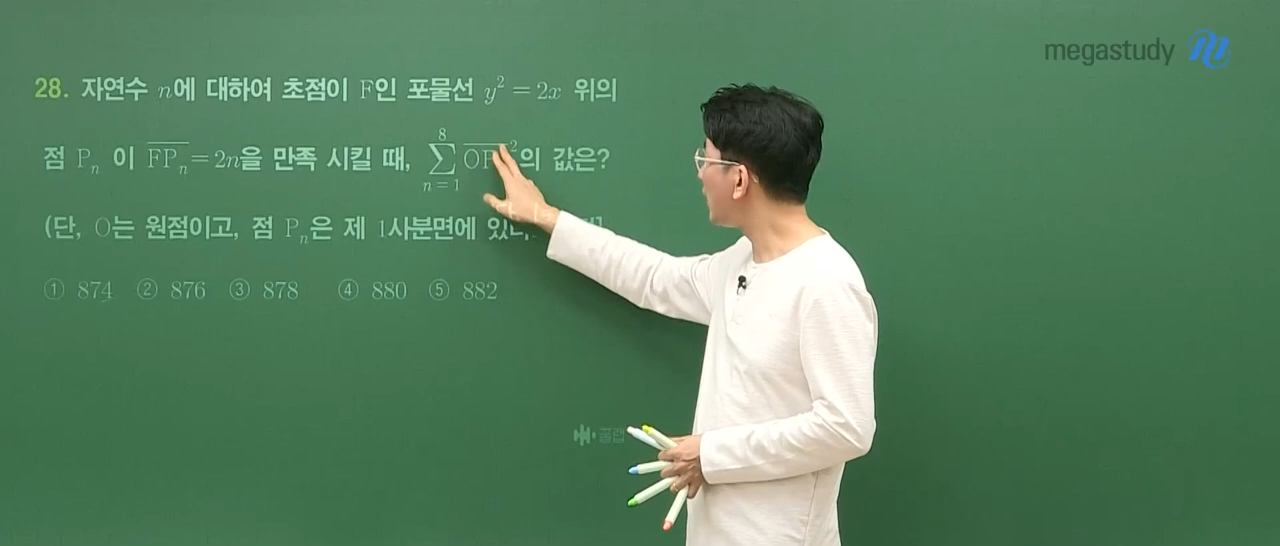 megastudy
28. 자연수 n에 대하여 초점이 F인 포물선 y² = 2x 위의
점 Pₙ 이 FPₙ = 2n을 만족 시킬 때, 8 ∑ n = 1 OP ²의 값은?
(단, O는 원점이고, 점 Pₙ은 제 1사분면에
① 874 ② 876 ③ 878 ④ 880 ⑤ 882